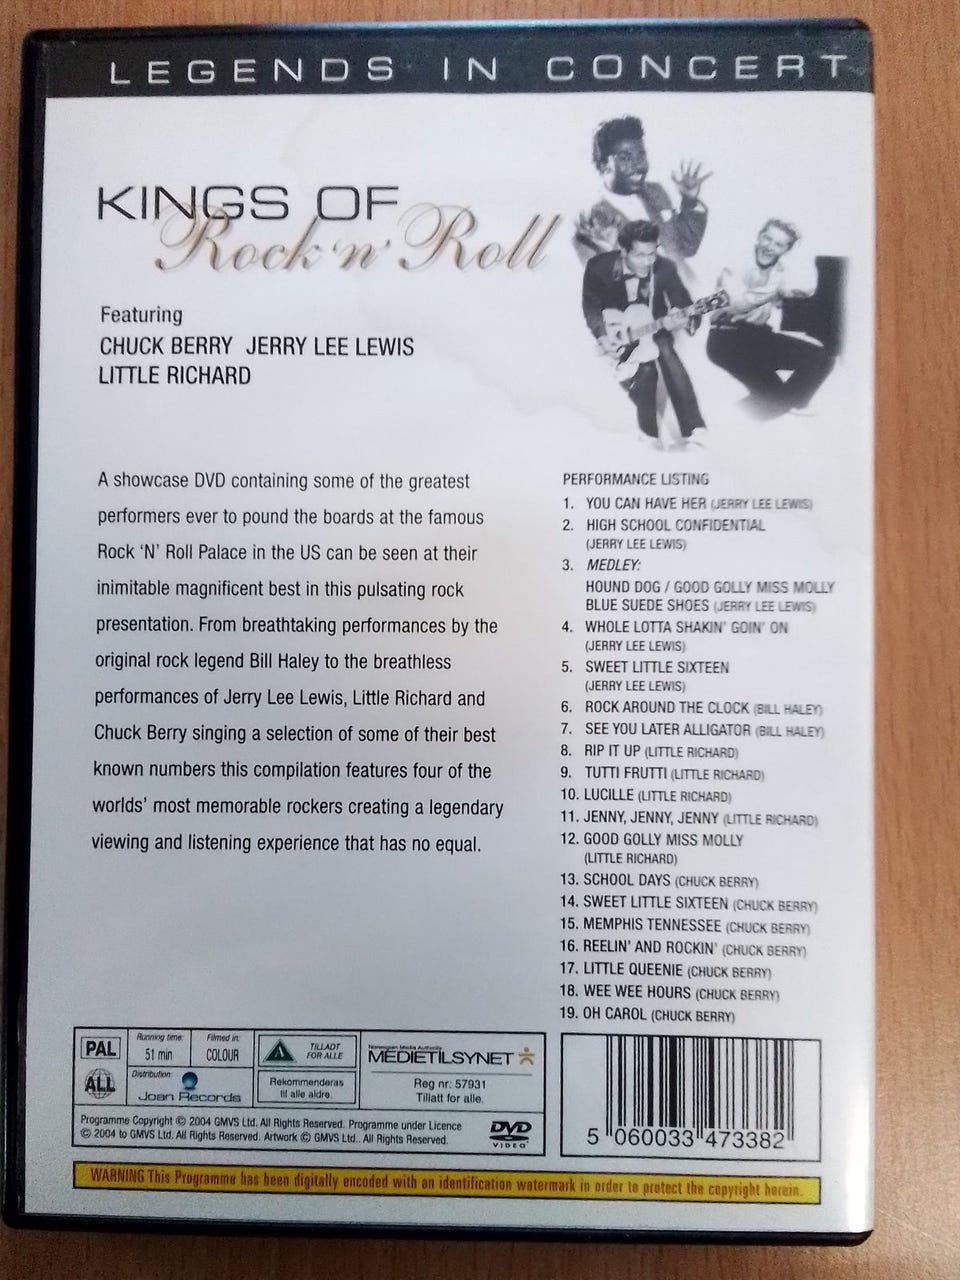 LEGENDS IN CONCERT
KINGS OF
Rock 'n' Roll
Featuring
CHUCK BERRY JERRY LEE LEWIS
LITTLE RICHARD
A showcase DVD containing some of the greatest
performers ever to pound the boards at the famous
Rock 'N' Roll Palace in the US can be seen at their
inimitable magnificent best in this pulsating rock
presentation. From breathtaking performances by the
original rock legend Bill Haley to the breathless
performances of Jerry Lee Lewis, Little Richard and
Chuck Berry singing a selection of some of their best
known numbers this compilation features four of the
worlds' most memorable rockers creating a legendary
viewing and listening experience that has no equal.
PERFORMANCE LISTING
1. YOU CAN HAVE HER (JERRY LEE LEWIS)
2. HIGH SCHOOL CONFIDENTIAL
(JERRY LEE LEWIS)
3. MEDLEY:
HOUND DOG / GOOD GOLLY MISS MOLLY
BLUE SUEDE SHOES (JERRY LEE LEWIS)
4. WHOLE LOTTA SHAKIN' GOIN' ON
(JERRY LEE LEWIS)
5. SWEET LITTLE SIXTEEN
(JERRY LEE LEWIS)
6. ROCK AROUND THE CLOCK (BILL HALEY)
7. SEE YOU LATER ALLIGATOR (BILL HALEY)
8. RIP IT UP (LITTLE RICHARD)
9. TUTTI FRUTTI (LITTLE RICHARD)
10. LUCILLE (LITTLE RICHARD)
11. JENNY, JENNY, JENNY (LITTLE RICHARD)
12. GOOD GOLLY MISS MOLLY
(LITTLE RICHARD)
13. SCHOOL DAYS (CHUCK BERRY)
14. SWEET LITTLE SIXTEEN (CHUCK BERRY)
15. MEMPHIS TENNESSEE (CHUCK BERRY)
16. REELIN' AND ROCKIN' (CHUCK BERRY)
17. LITTLE QUEENIE (CHUCK BERRY)
18. WEE WEE HOURS (CHUCK BERRY)
19. OH CAROL (CHUCK BERRY)
PAL
ALL
Running time:
51 min
Filmed in:
COLOUR
Distribution:
Joan Records
A
TILLADT
FOR ALLE
Rekommenderas
til alle aldre.
Norwegian Media Authority
MEDIETILSYNET
Reg nr: 57931
Tillatt for alle.
Programme Copyright © 2004 GMVS Ltd. All Rights Reserved. Programme under Licence
© 2004 to GMVS Ltd. All Rights Reserved. Artwork © GMVS Ltd.. All Rights Reserved.
DVD
VIDEO
5 060033 473382
WARNING This Programme has been digitally encoded with an identification watermark in order to protect the copyright herein.